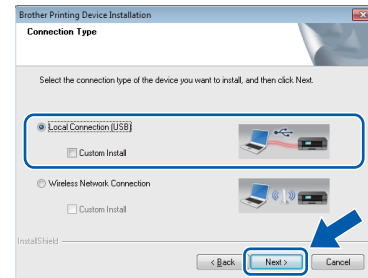 Brother Printing Device Installation
Connection Type
Select the connection type of the device you want to install, and then click Next.
Local Connection (USB)
Custom Install
Wireless Network Connection
Custom Install
InstallShield
< Back
Next >
Cancel